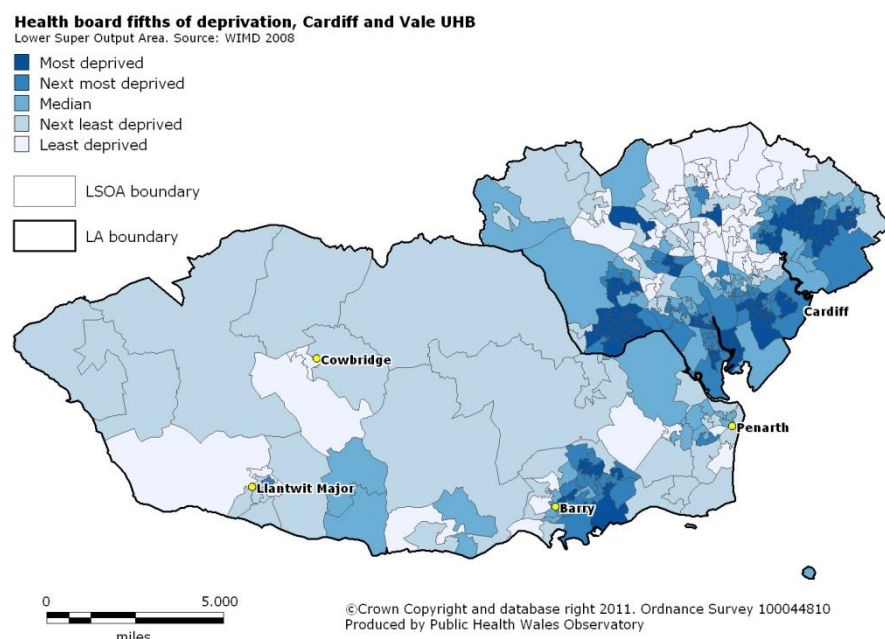 Health board fifths of deprivation, Cardiff and Vale UHB
Lower Super Output Area. Source: WIMD 2008
Most deprived
Next most deprived
Median
Next least deprived
Least deprived
LSOA boundary
LA boundary
Cardiff
Cowbridge
Penarth
Llantwit Major
Barry
0 5,000
miles
©Crown Copyright and database right 2011. Ordnance Survey 100044810
Produced by Public Health Wales Observatory